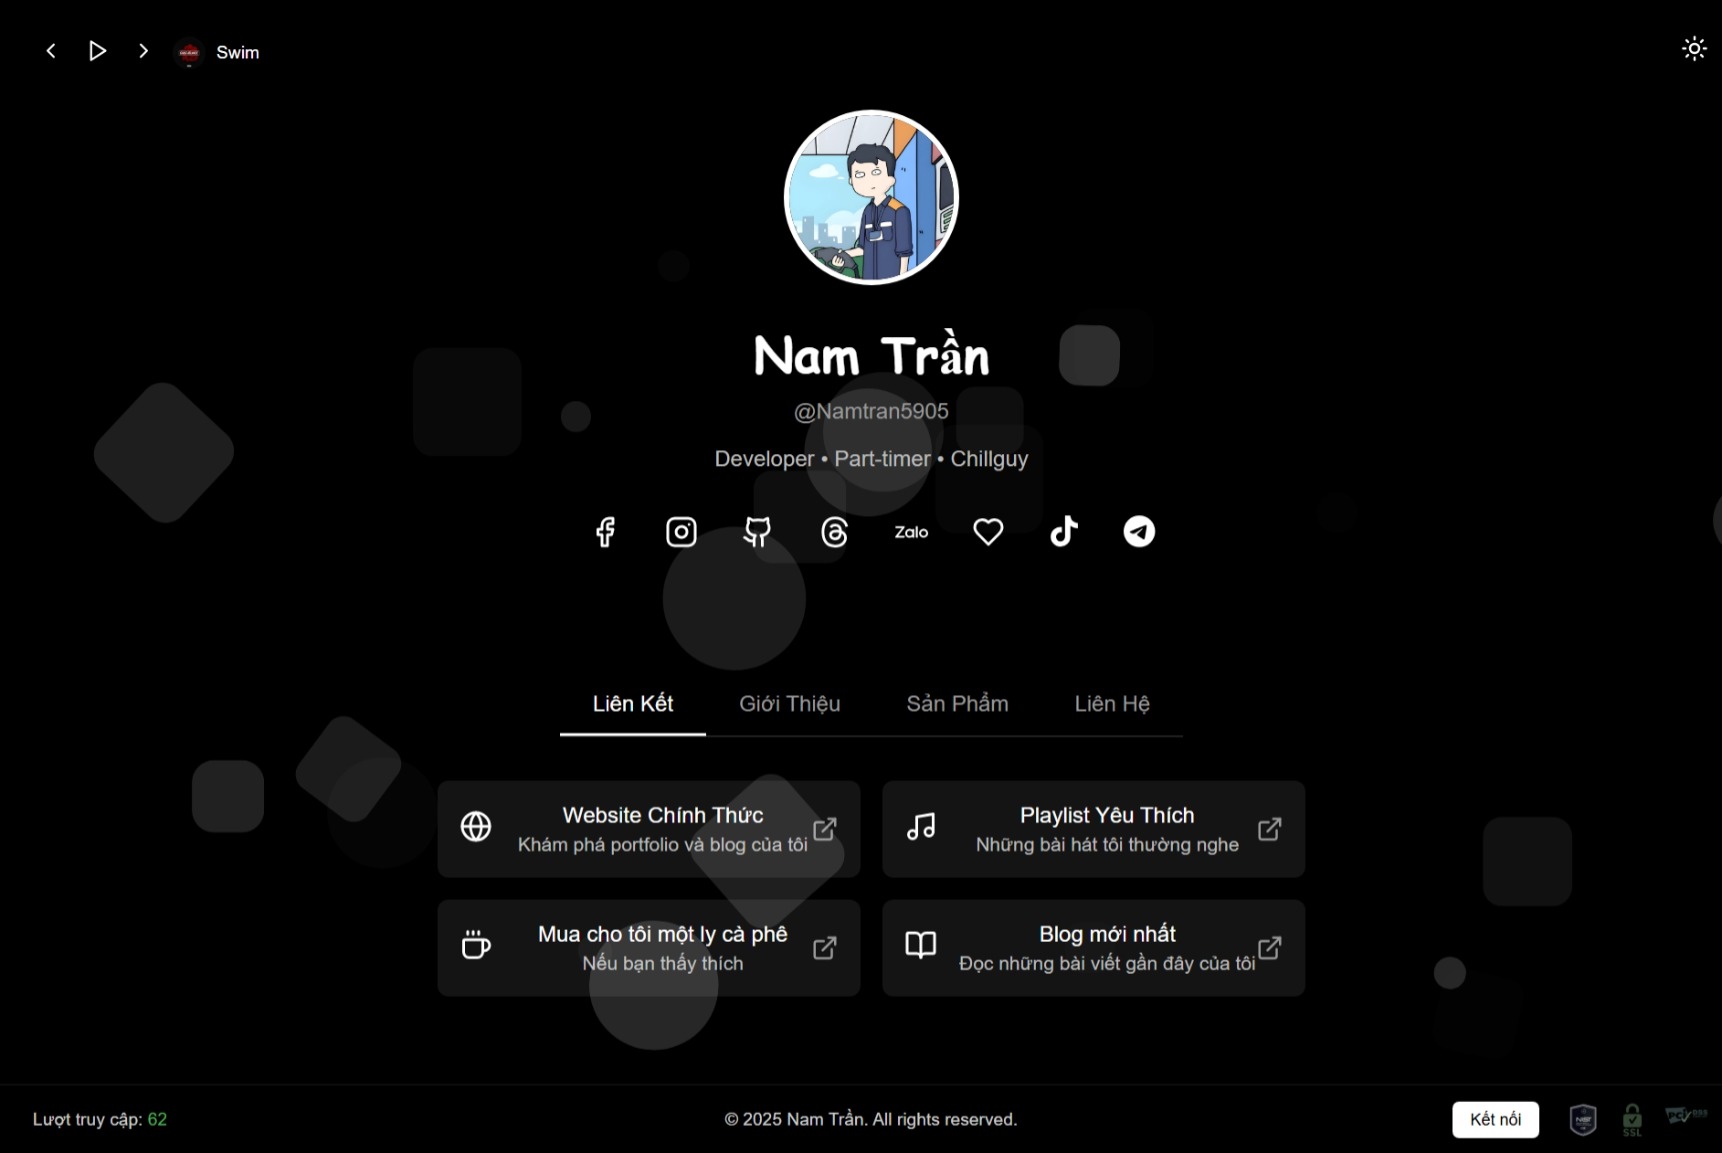 Swim
Nam Trần
@Namtran5905
Developer • Part-timer • Chillguy
Zalo
Liên Kết Giới Thiệu Sản Phẩm Liên Hệ
Website Chính Thức
Khám phá portfolio và blog của tôi
Playlist Yêu Thích
Những bài hát tôi thường nghe
Mua cho tôi một ly cà phê
Nếu bạn thấy thích
Blog mới nhất
Đọc những bài viết gần đây của tôi
Lượt truy cập: 62
© 2025 Nam Trần. All rights reserved.
Kết nối
SSL
PCI DSS